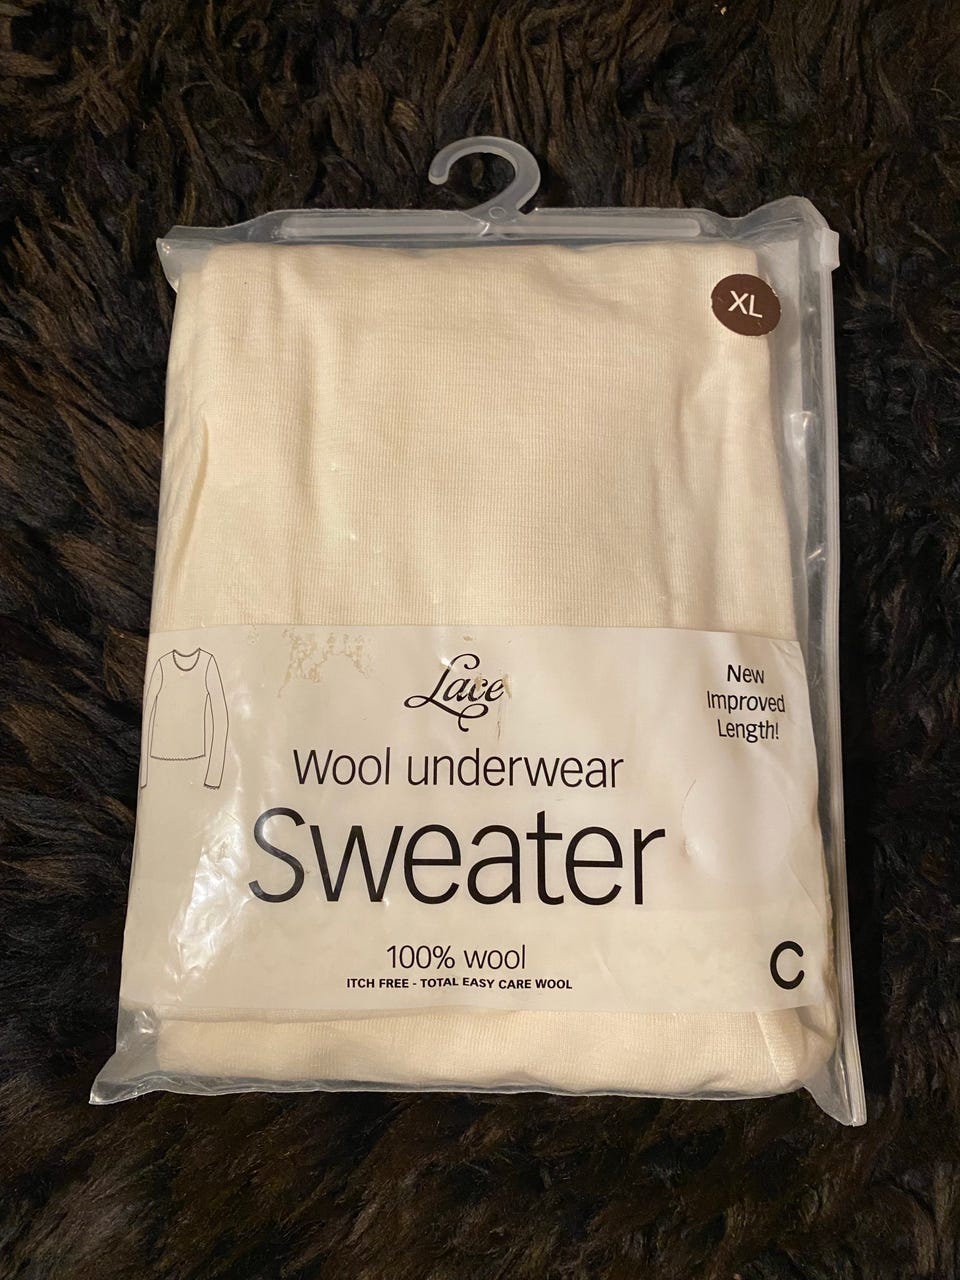 XL
Lace
New
Improved
Length!
Wool underwear
Sweater
100% wool
ITCH FREE - TOTAL EASY CARE WOOL
C